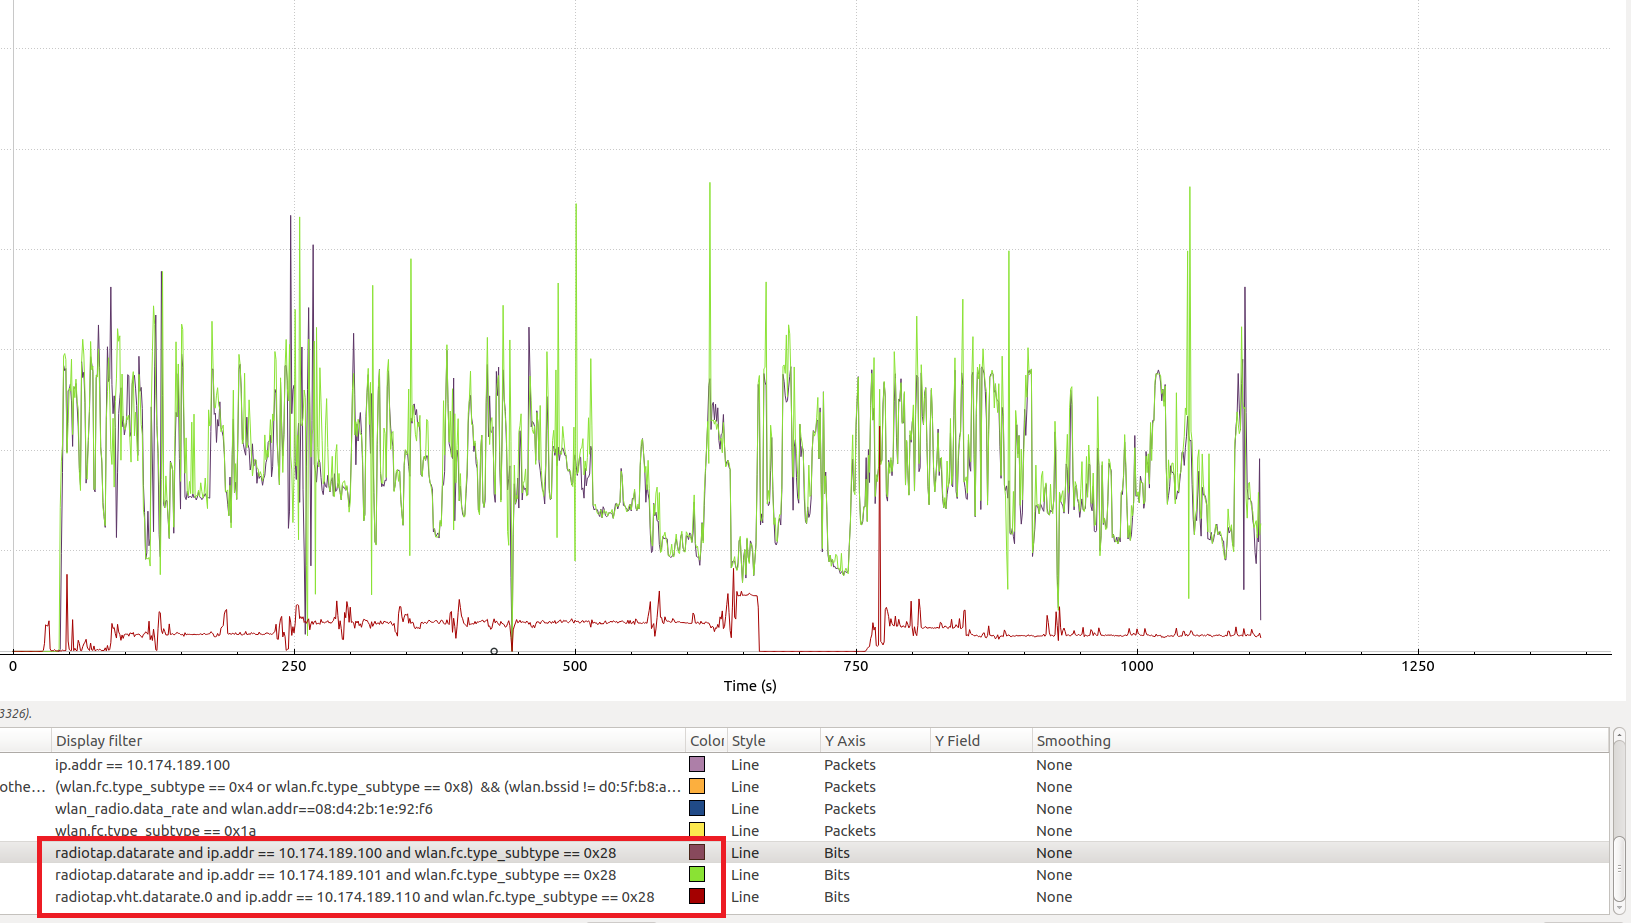 0 250 500 750 1000 1250
Time (s)
3326).
Display filter Color Style Y Axis Y Field Smoothing
ip.addr == 10.174.189.100 Line Packets None
othe... (wlan.fc.type_subtype == 0x4 or wlan.fc.type_subtype == 0x8) && (wlan.bssid != d0:5f:b8:a... Line Packets None
wlan_radio.data_rate and wlan.addr==08:d4:2b:1e:92:f6 Line Packets None
wlan.fc.type_subtype == 0x1a Line Packets None
radiotap.datarate and ip.addr == 10.174.189.100 and wlan.fc.type_subtype == 0x28 Line Bits None
radiotap.datarate and ip.addr == 10.174.189.101 and wlan.fc.type_subtype == 0x28 Line Bits None
radiotap.vht.datarate.0 and ip.addr == 10.174.189.110 and wlan.fc.type_subtype == 0x28 Line Bits None